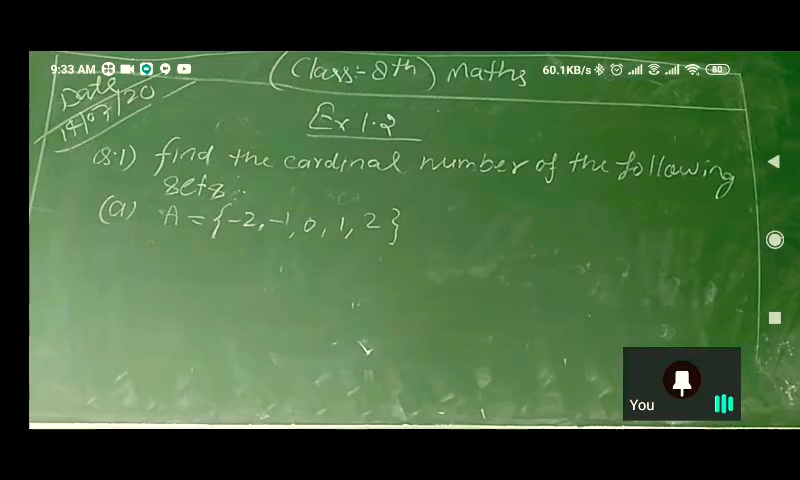 9:33 AM
60.1KB/s
80
(Class:- 8th) Maths
Date
14/07/20
Ex 1.2
Q.1) find the cardinal number of the following
sets:
(a) A = {-2, -1, 0, 1, 2}
You